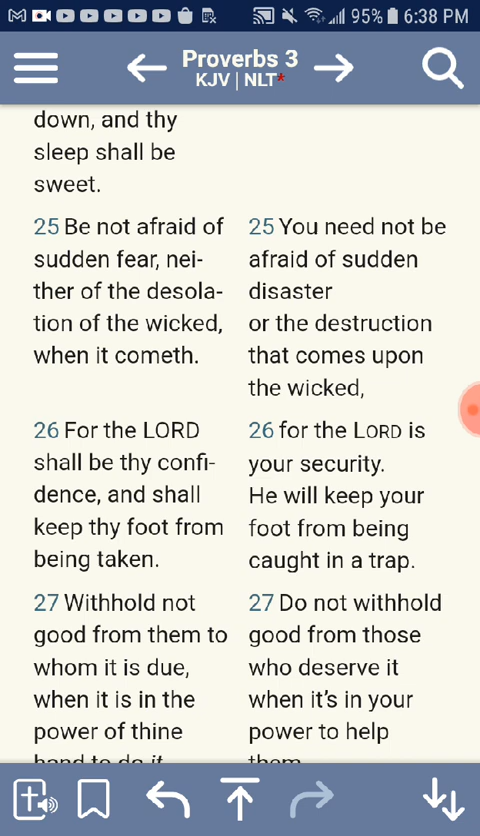 95% 6:38 PM
Proverbs 3
KJV | NLT*
down, and thy
sleep shall be
sweet.
25 Be not afraid of
sudden fear, nei-
ther of the desola-
tion of the wicked,
when it cometh.
25 You need not be
afraid of sudden
disaster
or the destruction
that comes upon
the wicked,
26 For the LORD
shall be thy confi-
dence, and shall
keep thy foot from
being taken.
26 for the LORD is
your security.
He will keep your
foot from being
caught in a trap.
27 Withhold not
good from them to
whom it is due,
when it is in the
power of thine
hand to do it.
27 Do not withhold
good from those
who deserve it
when it’s in your
power to help
them.